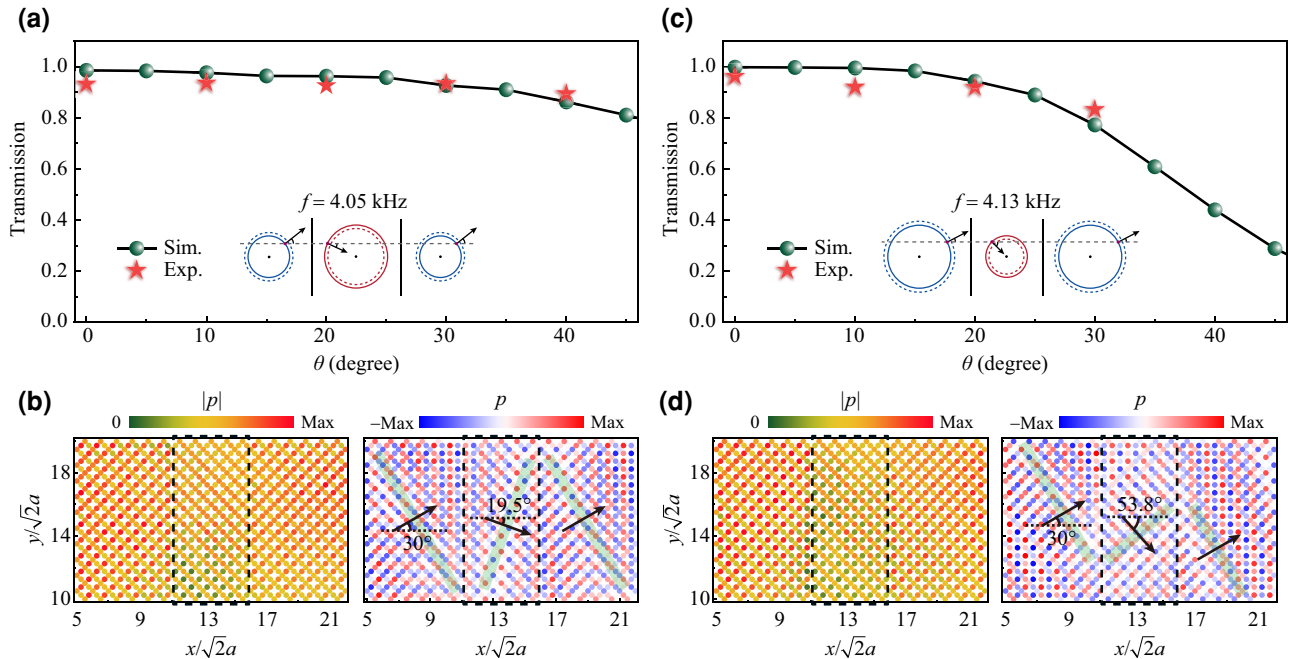 (a)
1.0
0.8
0.6
0.4
0.2
0.0
Transmission
f = 4.05 kHz
Sim.
Exp.
0
10
20
30
40
θ (degree)
(c)
1.0
0.8
0.6
0.4
0.2
0.0
Transmission
f = 4.13 kHz
Sim.
Exp.
0
10
20
30
40
θ (degree)
(b)
|p|
0
Max
p
−Max
Max
18
14
10
y/√2a
19.5°
30°
5
9
13
17
21
5
9
13
17
21
x/√2a
x/√2a
(d)
|p|
0
Max
p
−Max
Max
18
14
10
y/√2a
53.8°
30°
5
9
13
17
21
5
9
13
17
21
x/√2a
x/√2a